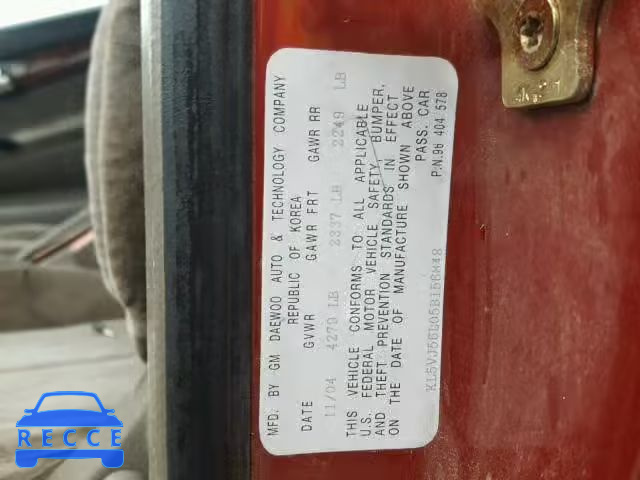 MFD. BY GM DAEWOO AUTO & TECHNOLOGY COMPANY
REPUBLIC OF KOREA
DATE GVWR GAWR FRT GAWR RR
11/04 4279 LB 2337 LB 2249 LB
THIS VEHICLE CONFORMS TO ALL APPLICABLE
U.S. FEDERAL MOTOR VEHICLE SAFETY, BUMPER,
AND THEFT PREVENTION STANDARDS IN EFFECT
ON THE DATE OF MANUFACTURE SHOWN ABOVE
PASS. CAR
P/N.96 404 578
RECCE